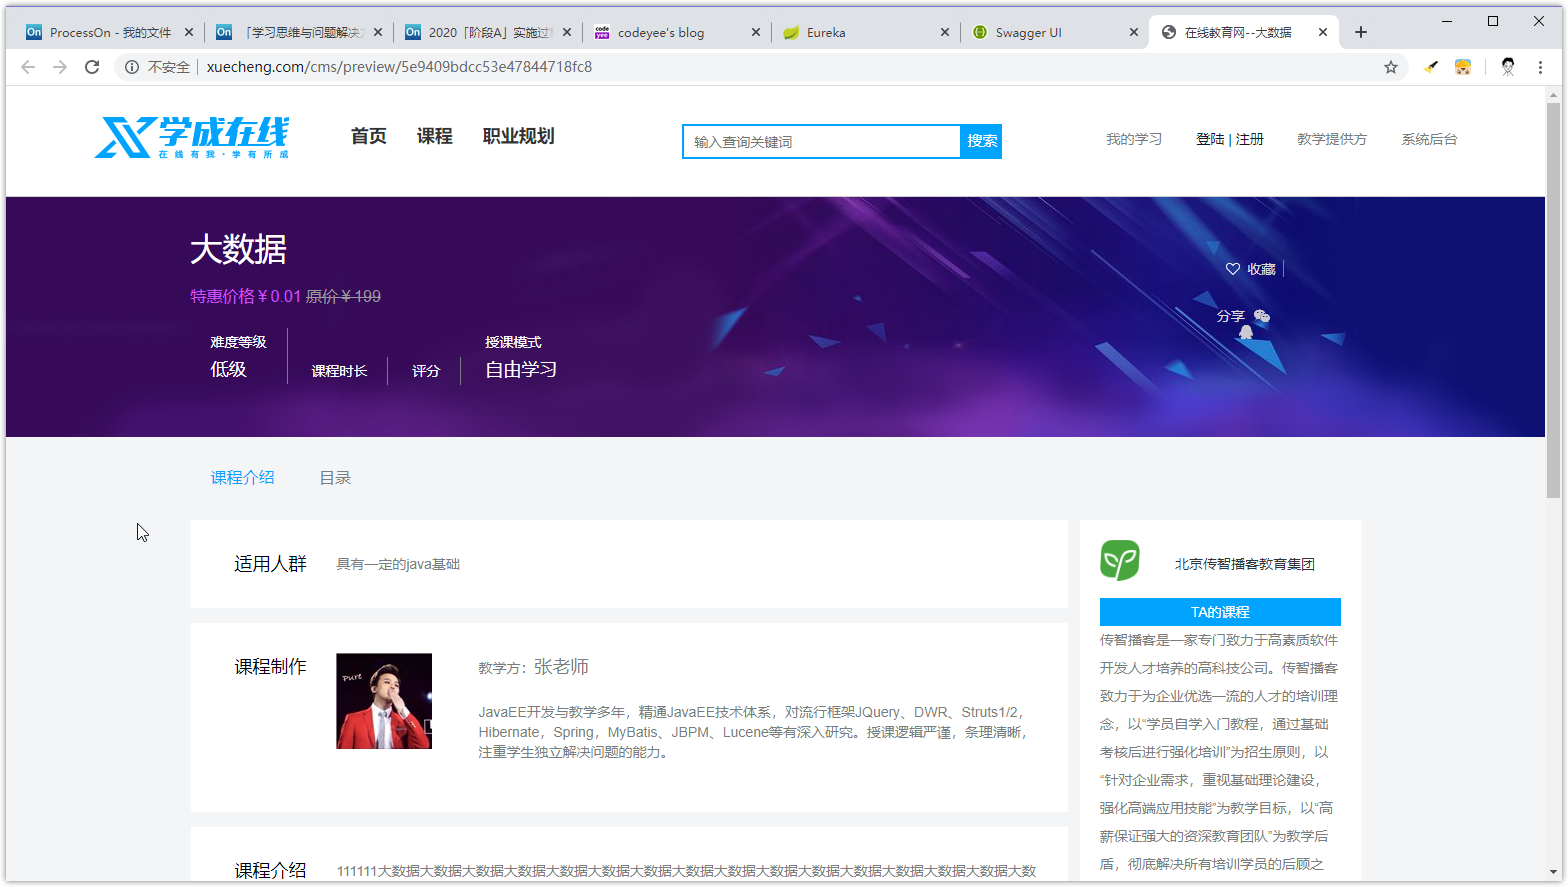 ProcessOn - 我的文件
「学习思维与问题解决
2020「阶段A」实施过
codeyee's blog
Eureka
Swagger UI
在线教育网--大数据
不安全 | xuecheng.com/cms/preview/5e9409bdcc53e47844718fc8
学成在线
在线有我·学有所成
首页 课程 职业规划
输入查询关键词 搜索
我的学习 登陆 | 注册 教学提供方 系统后台
大数据
特惠价格￥0.01 原价￥199
收藏
分享
难度等级
低级
课程时长
评分
授课模式
自由学习
课程介绍 目录
适用人群 具有一定的java基础
课程制作
Pure
教学方：张老师
JavaEE开发与教学多年，精通JavaEE技术体系，对流行框架JQuery、DWR、Struts1/2，
Hibernate，Spring，MyBatis、JBPM、Lucene等有深入研究。授课逻辑严谨，条理清晰，
注重学生独立解决问题的能力。
课程介绍 111111大数据大数据大数据大数据大数据大数据大数据大数据大数据大数据大数据大数据大数据大数据大数据大数
北京传智播客教育集团
TA的课程
传智播客是一家专门致力于高素质软件
开发人才培养的高科技公司。传智播客
致力于为企业优选一流的人才的培训理
念，以“学员自学入门教程，通过基础
考核后进行强化培训”为招生原则，以
“针对企业需求，重视基础理论建设，
强化高端应用技能”为教学目标，以“高
薪保证强大的资深教育团队”为教学后
盾，彻底解决所有培训学员的后顾之